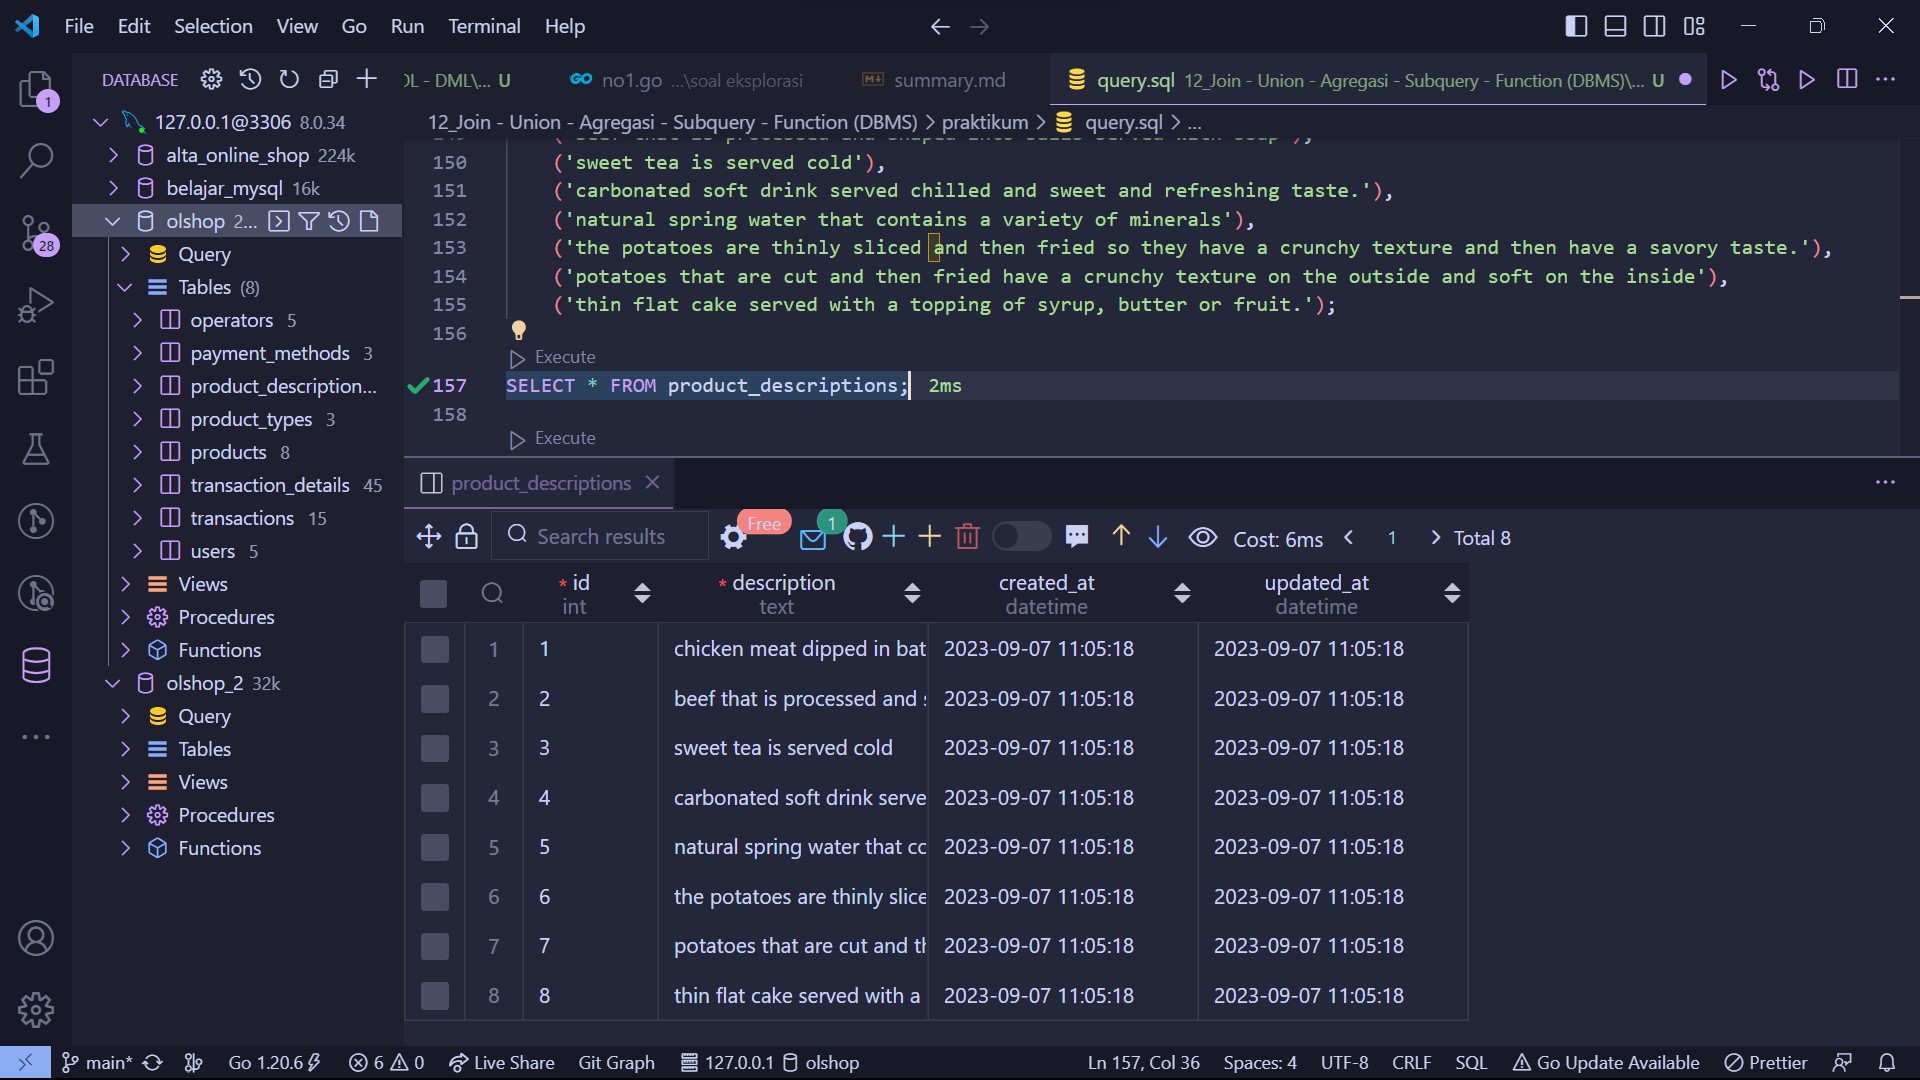 File Edit Selection View Go Run Terminal Help
DATABASE
DL - DML\... U
GO no1.go ...\soal eksplorasi
M↓ summary.md
query.sql 12_Join - Union - Agregasi - Subquery - Function (DBMS)\... U
1
12_Join - Union - Agregasi - Subquery - Function (DBMS) > praktikum > query.sql > ...
127.0.0.1@3306 8.0.34
alta_online_shop 224k
belajar_mysql 16k
olshop 2...
28
Query
Tables (8)
operators 5
payment_methods 3
product_description...
product_types 3
products 8
transaction_details 45
transactions 15
users 5
Views
Procedures
Functions
olshop_2 32k
Query
Tables
Views
Procedures
Functions
150 ('sweet tea is served cold'),
151 ('carbonated soft drink served chilled and sweet and refreshing taste.'),
152 ('natural spring water that contains a variety of minerals'),
153 ('the potatoes are thinly sliced and then fried so they have a crunchy texture and then have a savory taste.'),
154 ('potatoes that are cut and then fried have a crunchy texture on the outside and soft on the inside'),
155 ('thin flat cake served with a topping of syrup, butter or fruit.');
156
Execute
157 SELECT * FROM product_descriptions; 2ms
158
Execute
product_descriptions
Search results
Free
1
Cost: 6ms < 1 > Total 8
* id int
* description text
created_at datetime
updated_at datetime
1 1 chicken meat dipped in bat 2023-09-07 11:05:18 2023-09-07 11:05:18
2 2 beef that is processed and 2023-09-07 11:05:18 2023-09-07 11:05:18
3 3 sweet tea is served cold 2023-09-07 11:05:18 2023-09-07 11:05:18
4 4 carbonated soft drink serve 2023-09-07 11:05:18 2023-09-07 11:05:18
5 5 natural spring water that co 2023-09-07 11:05:18 2023-09-07 11:05:18
6 6 the potatoes are thinly slice 2023-09-07 11:05:18 2023-09-07 11:05:18
7 7 potatoes that are cut and th 2023-09-07 11:05:18 2023-09-07 11:05:18
8 8 thin flat cake served with a 2023-09-07 11:05:18 2023-09-07 11:05:18
main* Go 1.20.6 6 0 Live Share Git Graph 127.0.0.1 olshop Ln 157, Col 36 Spaces: 4 UTF-8 CRLF SQL Go Update Available Prettier